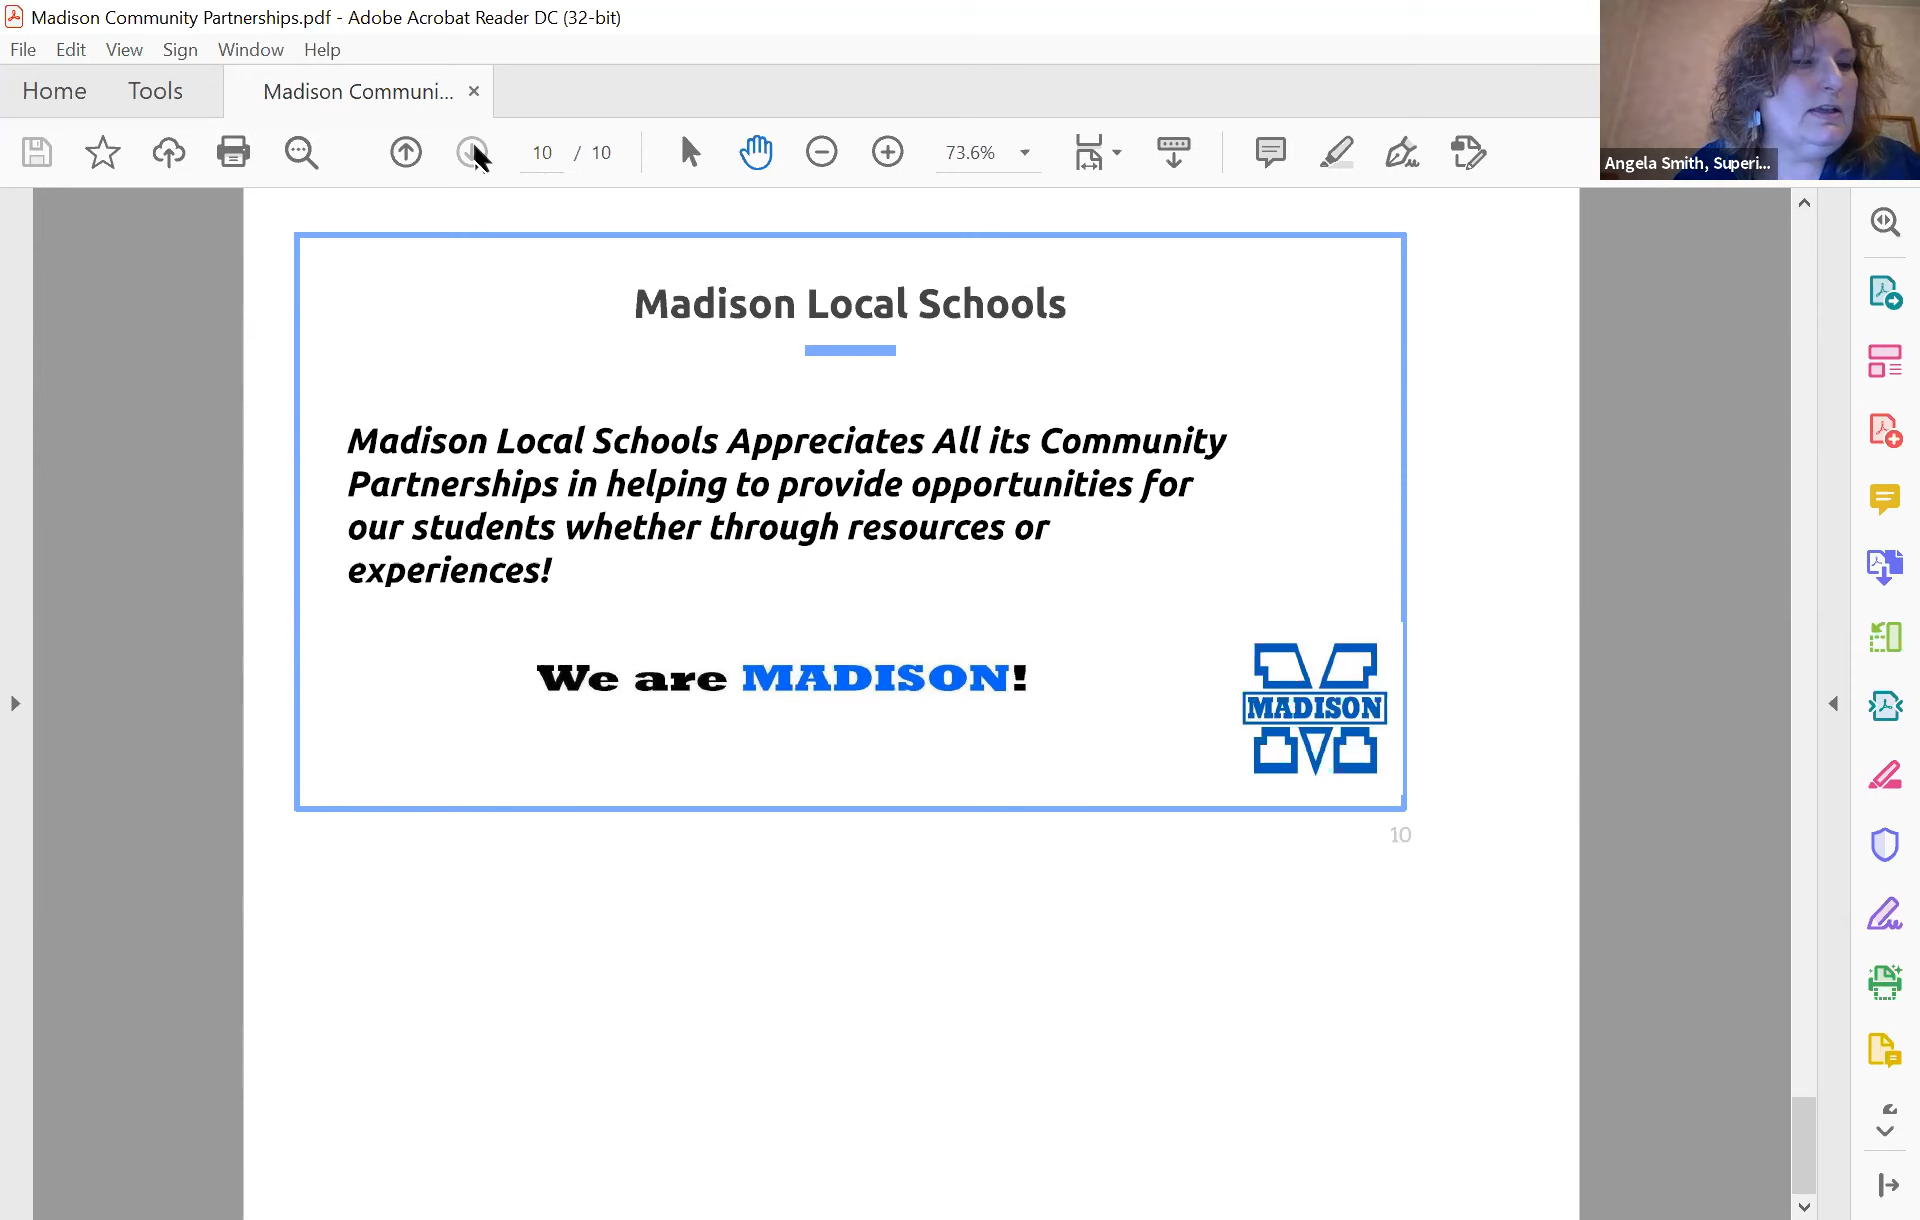 Madison Community Partnerships.pdf - Adobe Acrobat Reader DC (32-bit)
File Edit View Sign Window Help
Home Tools Madison Communi... ×
10 / 10 73.6%
Angela Smith, Superi...
Madison Local Schools
Madison Local Schools Appreciates All its Community
Partnerships in helping to provide opportunities for
our students whether through resources or
experiences!
We are MADISON!
MADISON
10